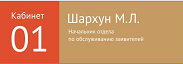 Кабинет
01
Шархун М.Л.
Начальник отдела
по обслуживанию заявителей